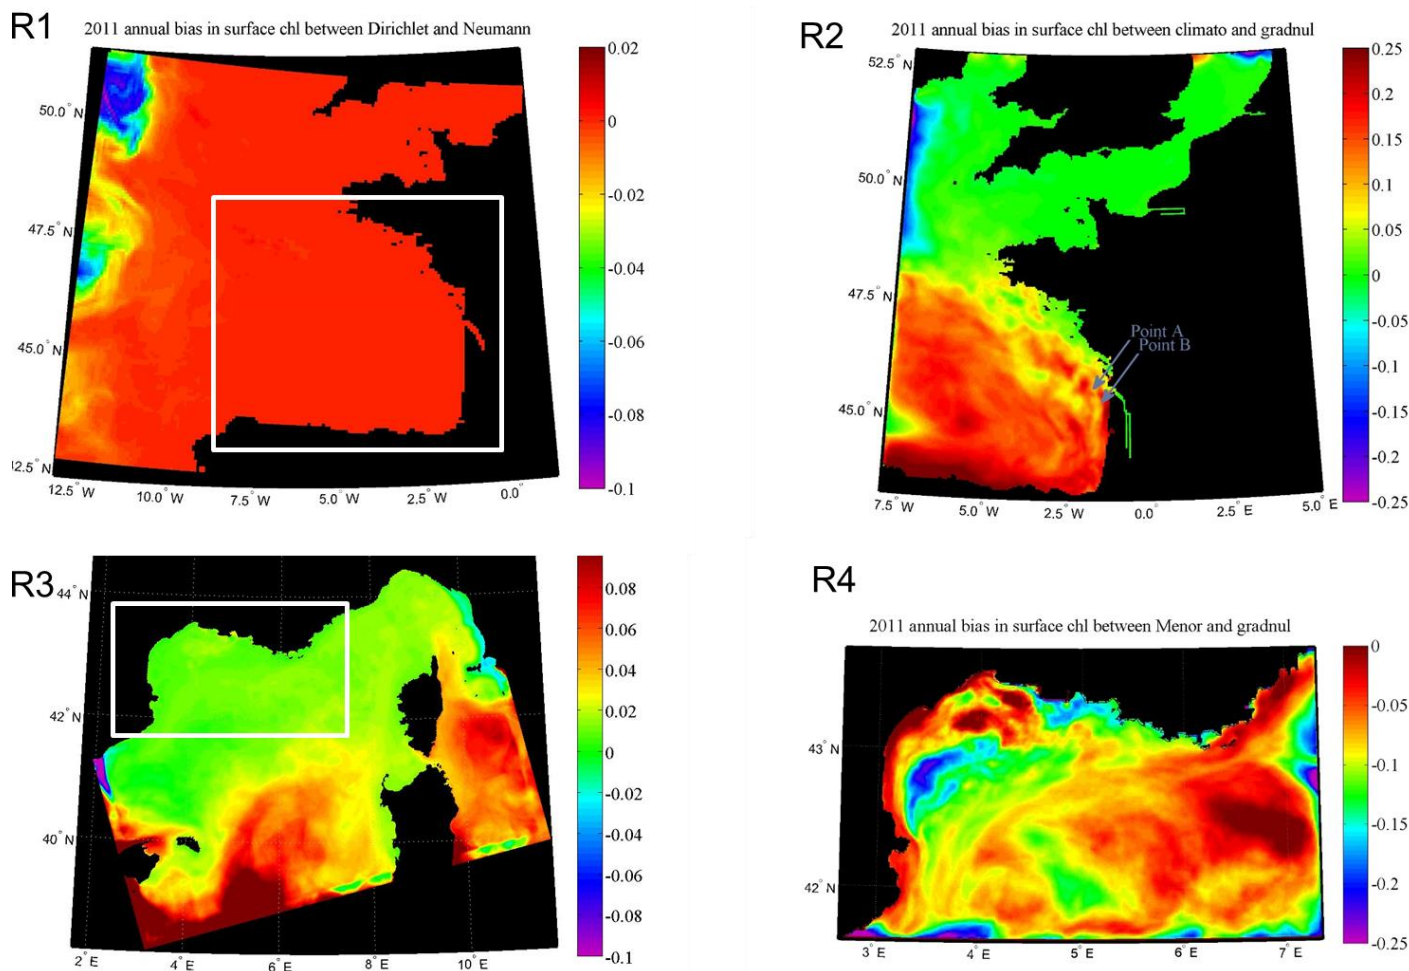 R1
2011 annual bias in surface chl between Dirichlet and Neumann
50.0° N
47.5° N
45.0° N
2.5° N
12.5° W
10.0° W
7.5° W
5.0° W
2.5° W
0.0°
0.02
0
-0.02
-0.04
-0.06
-0.08
-0.1
R2
2011 annual bias in surface chl between climato and gradnul
52.5° N
50.0° N
47.5° N
45.0° N
Point A
Point B
7.5° W
5.0° W
2.5° W
0.0°
2.5° E
5.0° E
0.25
0.2
0.15
0.1
0.05
0
-0.05
-0.1
-0.15
-0.2
-0.25
R3
44° N
42° N
40° N
2° E
4° E
6° E
8° E
10° E
0.08
0.06
0.04
0.02
0
-0.02
-0.04
-0.06
-0.08
-0.1
R4
2011 annual bias in surface chl between Menor and gradnul
43° N
42° N
3° E
4° E
5° E
6° E
7° E
0
-0.05
-0.1
-0.15
-0.2
-0.25